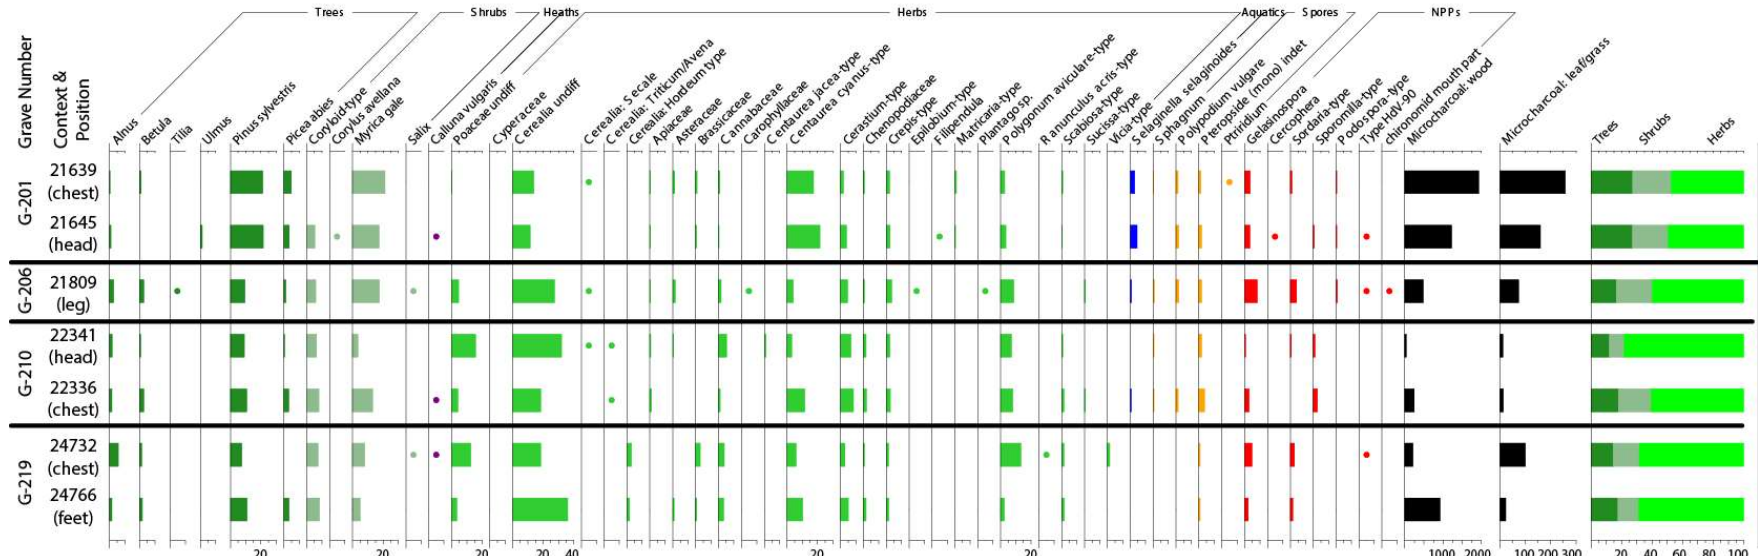 Trees
Shrubs
Heaths
Herbs
Aquatics
Spores
NPPs
Grave Number
Context & Position
Alnus
Betula
Tilia
Ulmus
Pinus sylvestris
Picea abies
Coryloid-type
Corylus avellana
Myrica gale
Salix
Calluna vulgaris
Poaceae undiff
Cyperaceae
Cerealia undiff
Cerealia: Secale
Cerealia: Triticum/Avena
Cerealia: Hordeum type
Apiaceae
Asteraceae
Brassicaceae
Cannabaceae
Carophyllaceae
Centaurea jacea-type
Centaurea cyanus-type
Cerastium-type
Chenopodiaceae
Crepis-type
Epilobium-type
Filipendula
Matricaria-type
Plantago sp.
Polygonum aviculare-type
Ranunculus acris-type
Scabiosa-type
Sucissa-type
Vicia-type
Selaginella selaginoides
Sphagnum
Polypodium vulgare
Pteropside (mono) indet
Ptriridium
Gelasinospora
Cercophera
Sordaria-type
Sporomilia-type
Podospora-type
Type HdV-90
chironomid mouth part
Microcharcoal: wood
Microcharcoal: leaf/grass
Trees
Shrubs
Herbs
G-201
21639
(chest)
21645
(head)
G-206
21809
(leg)
G-210
22341
(head)
22336
(chest)
G-219
24732
(chest)
24766
(feet)
20
20
20
20 40
20
20
1000 2000
100 200 300
20 40 60 80 100